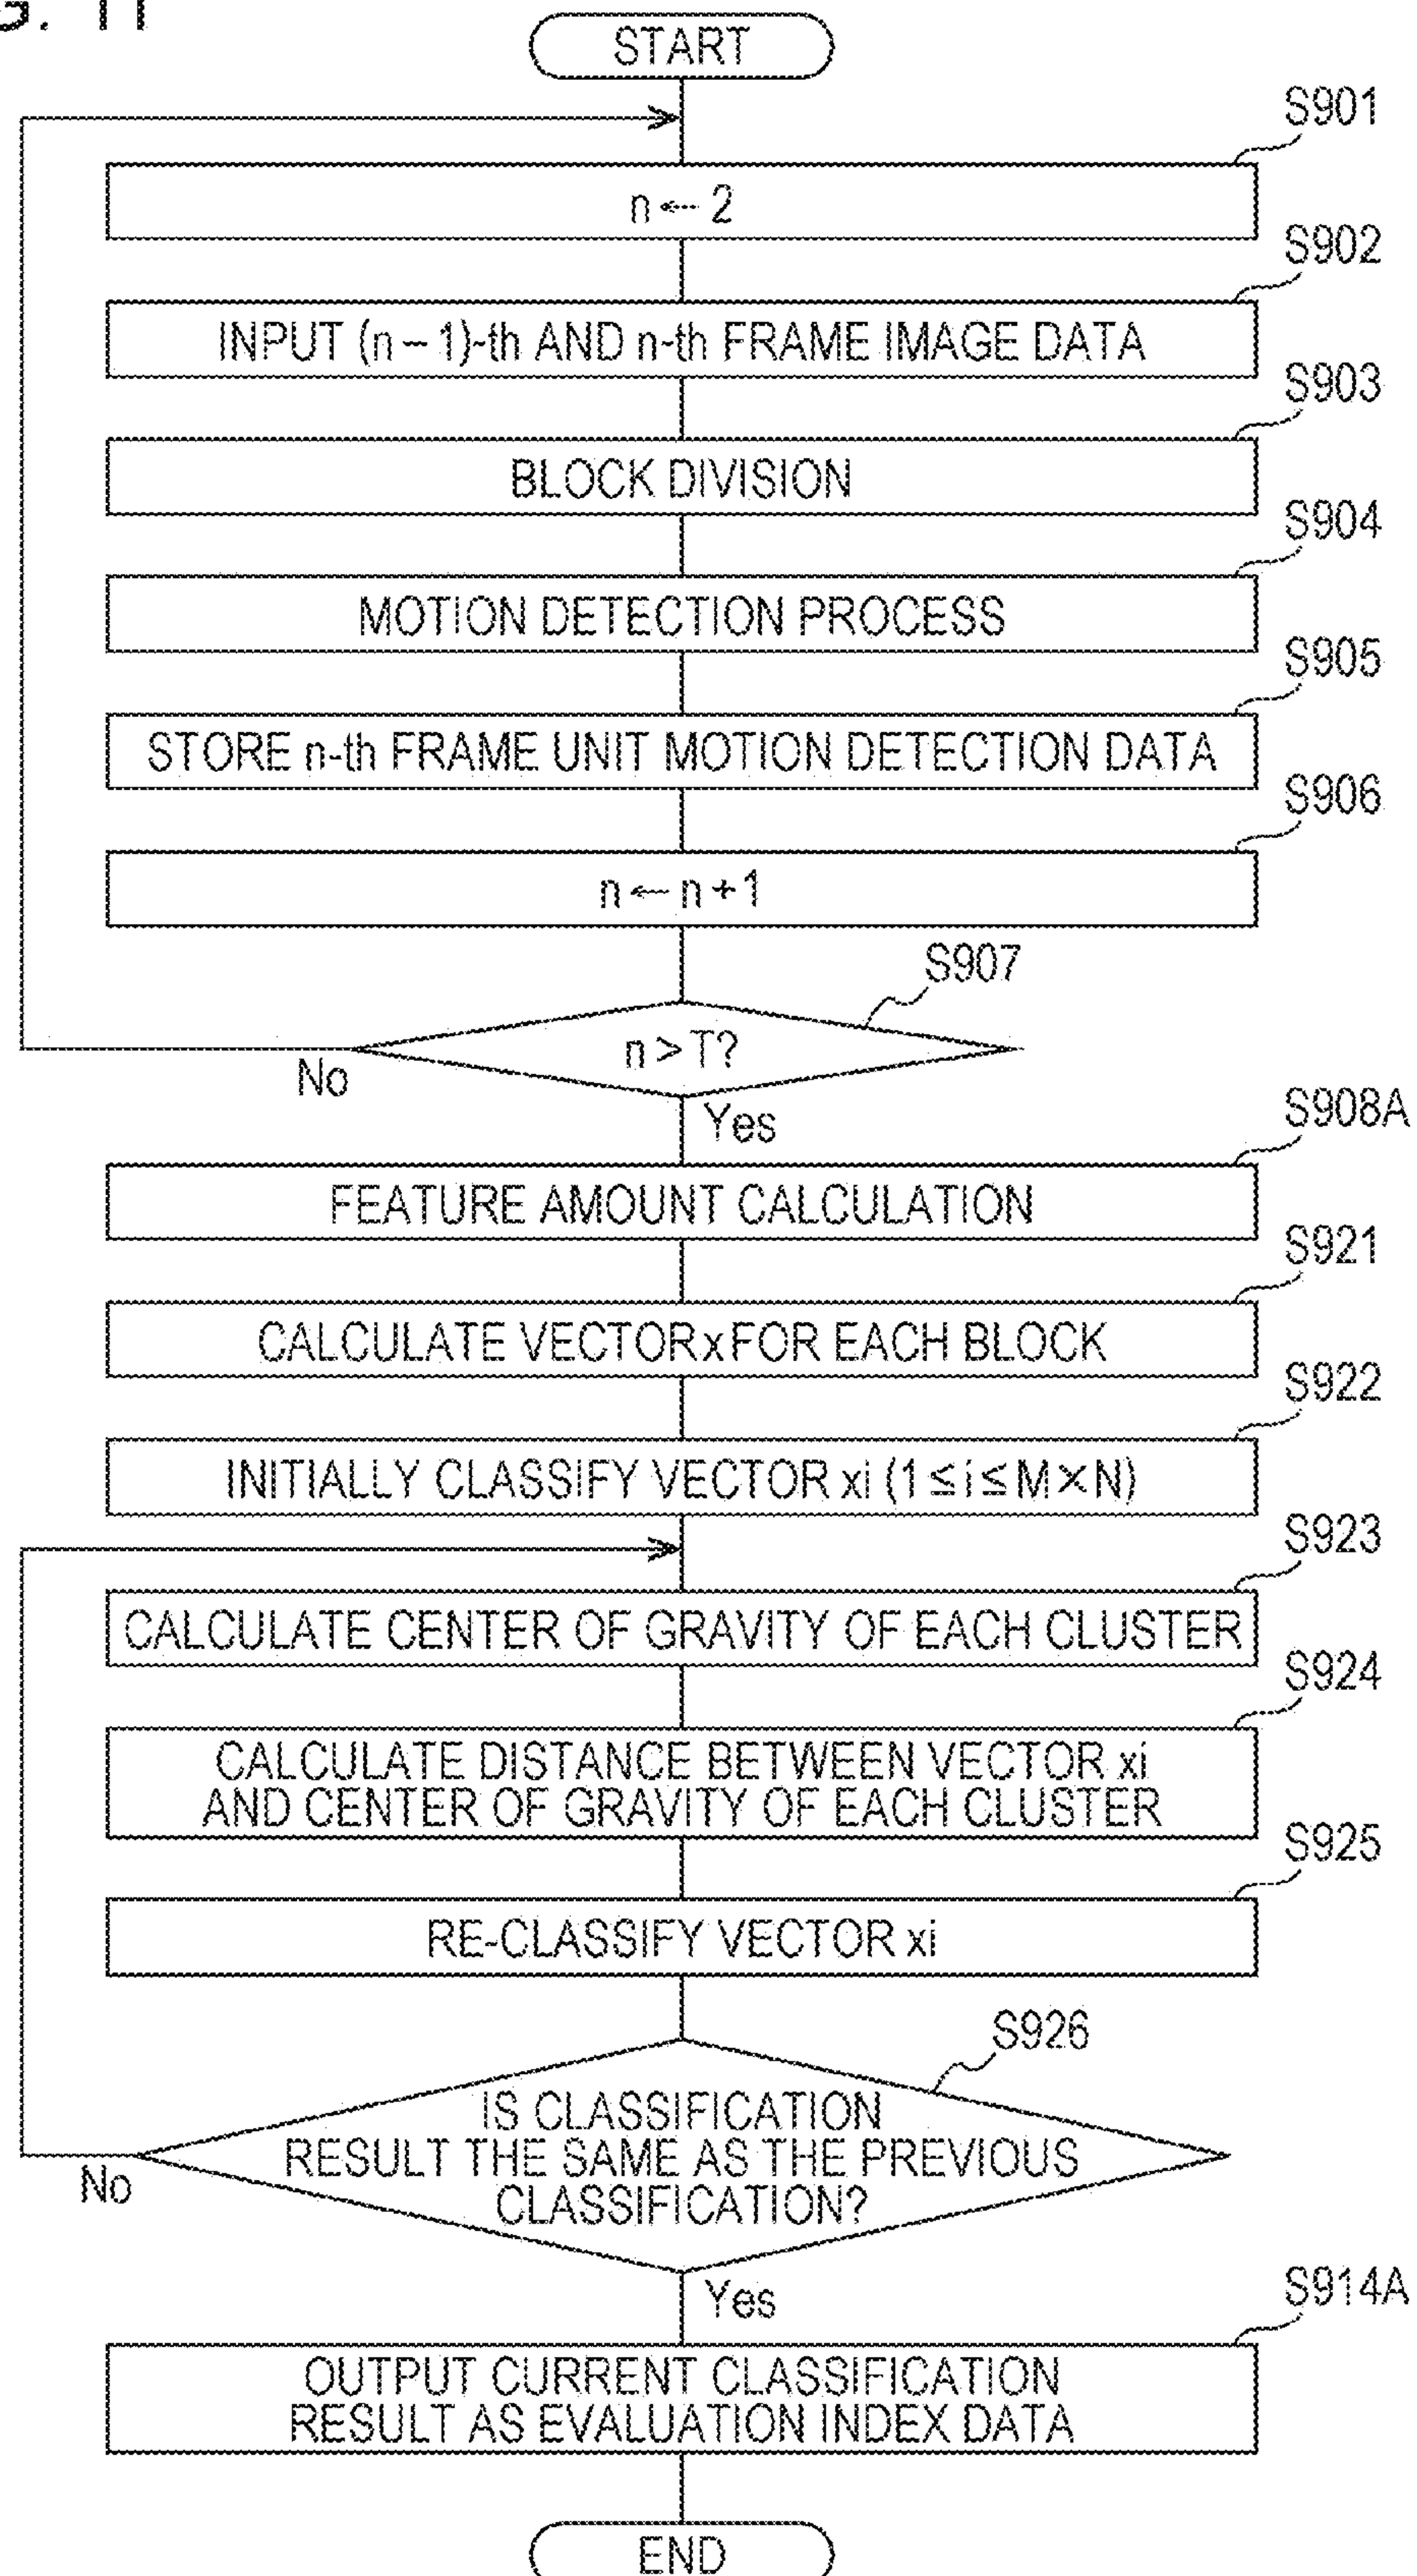 G. 11
START
S901
n ← 2
S902
INPUT (n – 1)-th AND n-th FRAME IMAGE DATA
S903
BLOCK DIVISION
S904
MOTION DETECTION PROCESS
S905
STORE n-th FRAME UNIT MOTION DETECTION DATA
S906
n ← n + 1
S907
n > T?
No
Yes
S908A
FEATURE AMOUNT CALCULATION
S921
CALCULATE VECTOR x FOR EACH BLOCK
S922
INITIALLY CLASSIFY VECTOR xi (1 ≤ i ≤ M × N)
S923
CALCULATE CENTER OF GRAVITY OF EACH CLUSTER
S924
CALCULATE DISTANCE BETWEEN VECTOR xi
AND CENTER OF GRAVITY OF EACH CLUSTER
S925
RE-CLASSIFY VECTOR xi
S926
IS CLASSIFICATION
RESULT THE SAME AS THE PREVIOUS
CLASSIFICATION?
No
Yes
S914A
OUTPUT CURRENT CLASSIFICATION
RESULT AS EVALUATION INDEX DATA
END